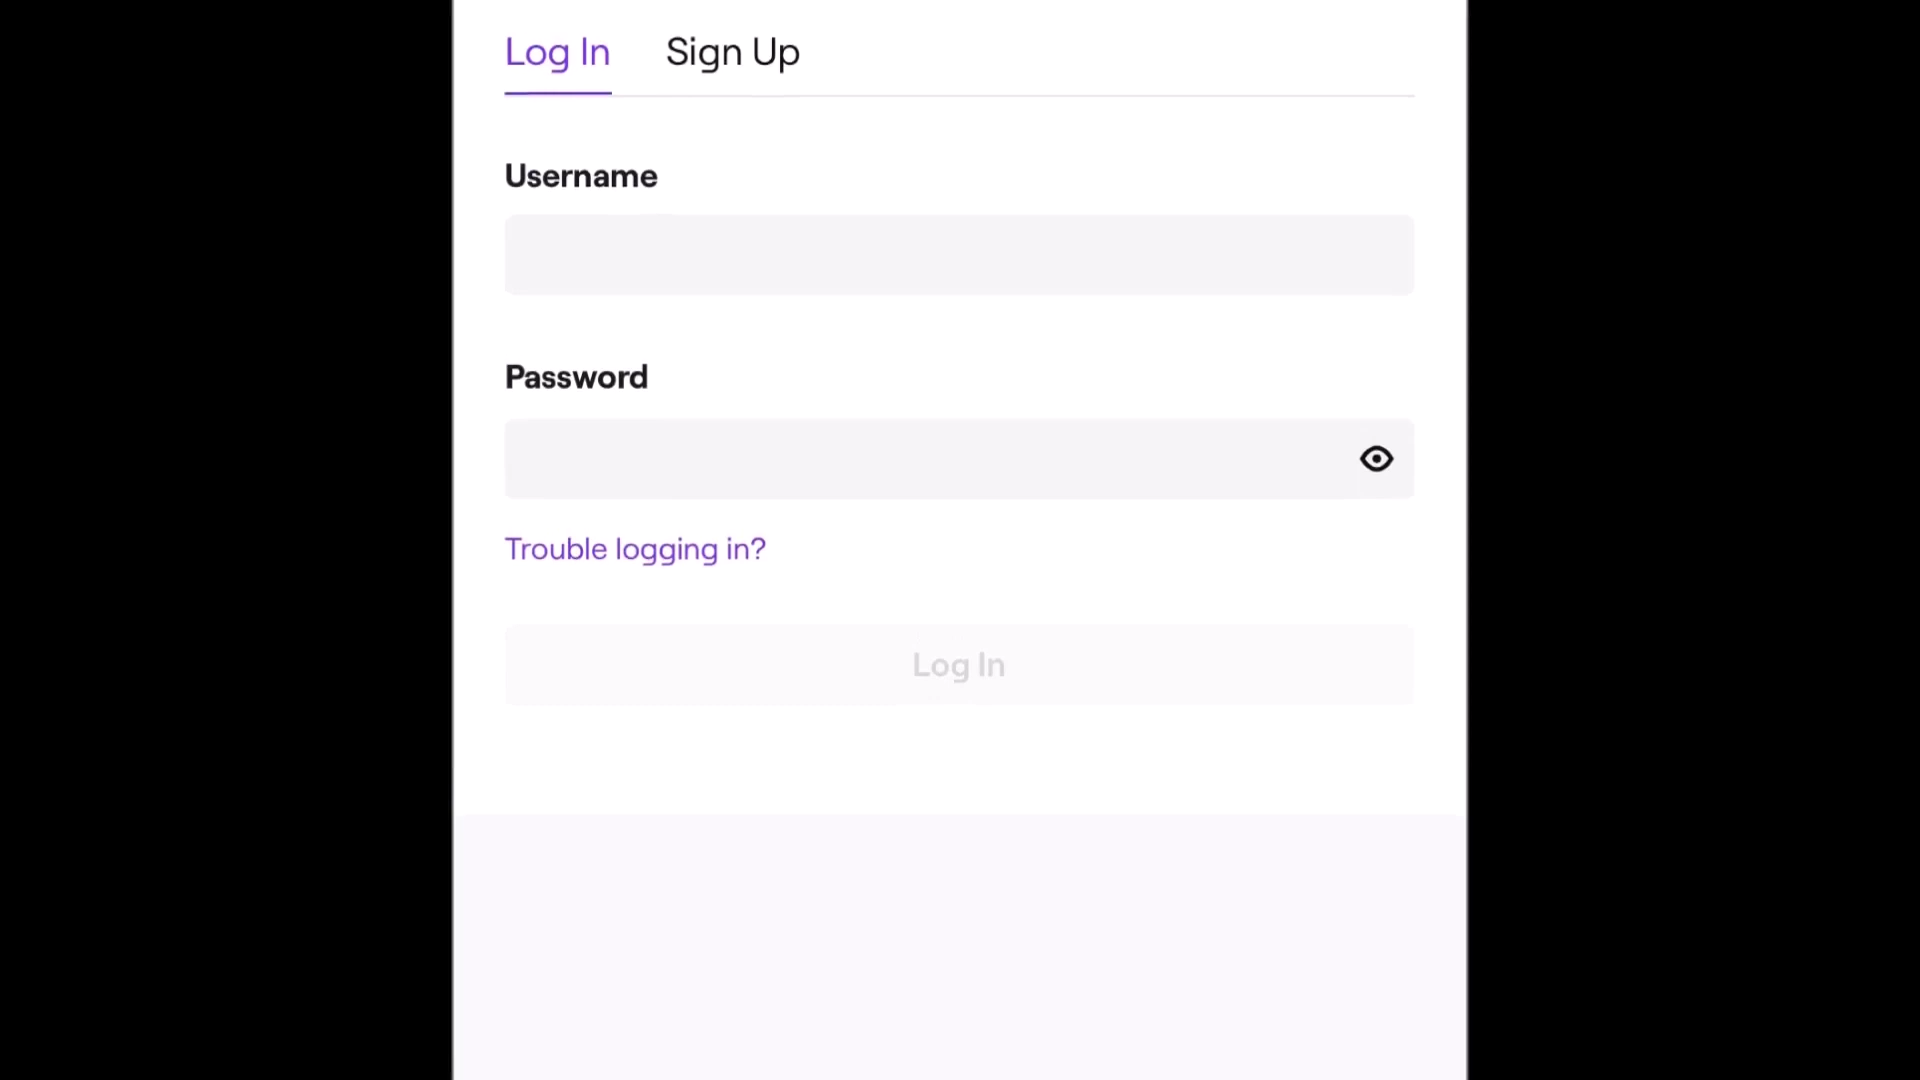 Log In Sign Up
Username
Password
Trouble logging in?
Log In